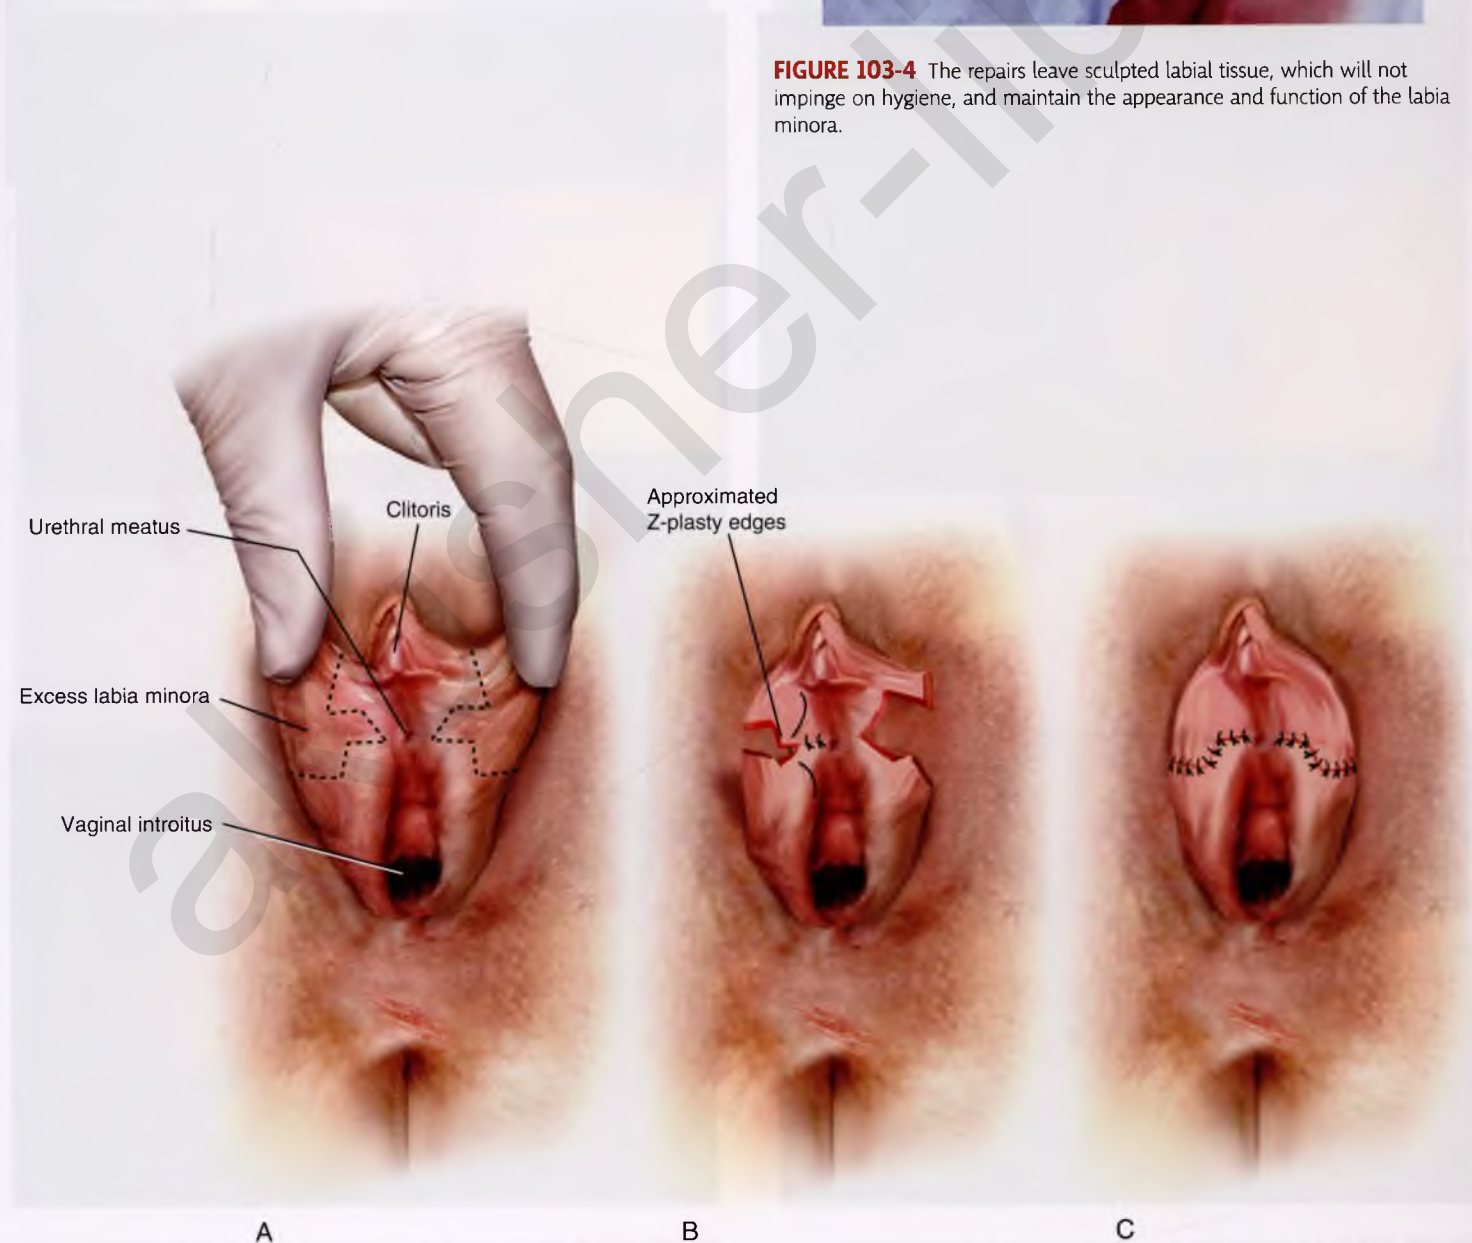 FIGURE 103-4 The repairs leave sculpted labial tissue, which will not
impinge on hygiene, and maintain the appearance and function of the labia
minora.
Urethral meatus
Clitoris
Approximated
Z-plasty edges
Excess labia minora
Vaginal introitus
A
B
C